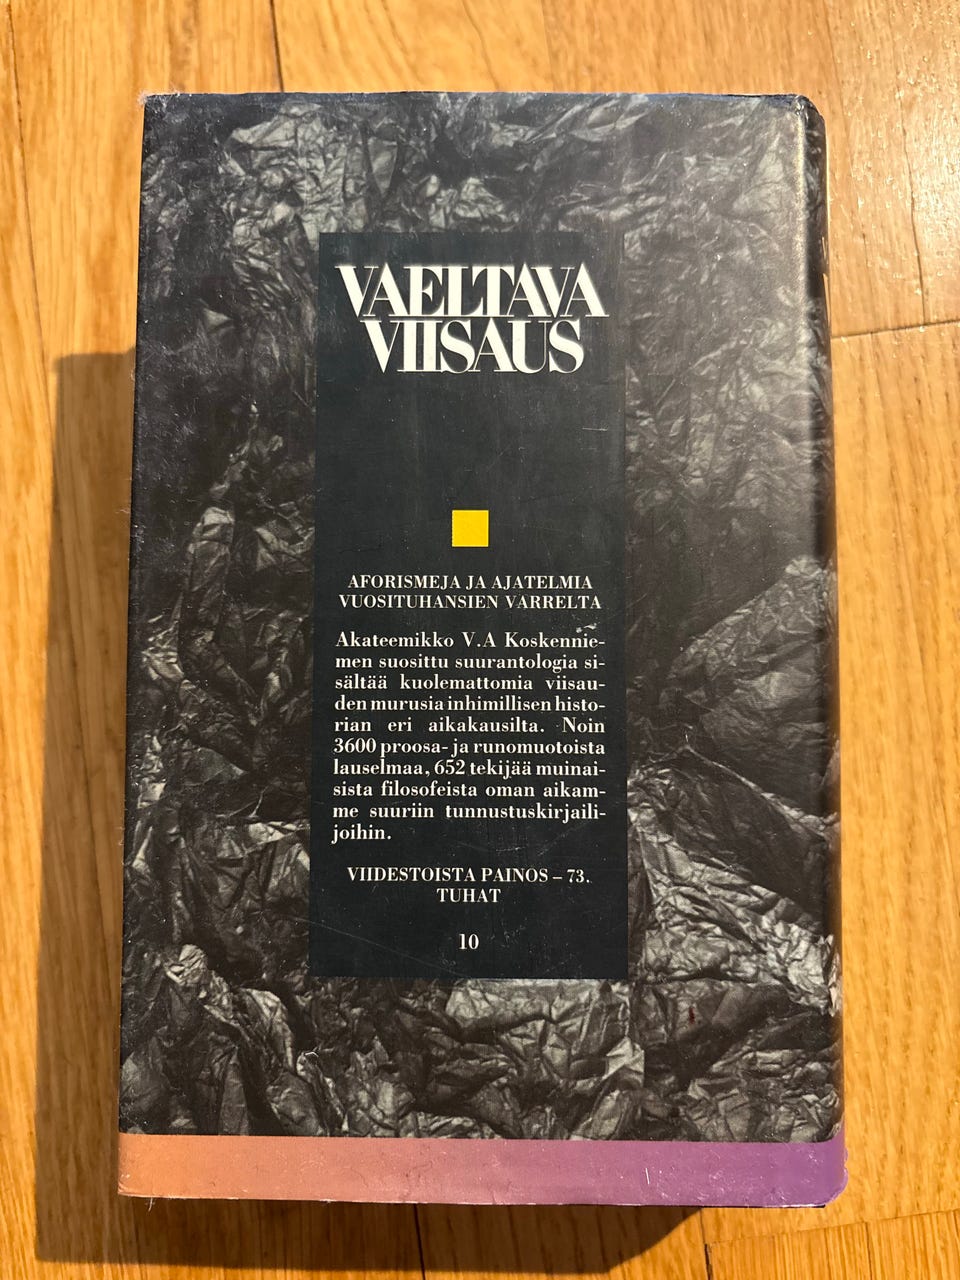 VAELTAVA
VIISAUS
AFORISMEJA JA AJATELMIA
VUOSITUHANSIEN VARRELTA
Akateemikko V.A Koskennie-
men suosittu suurantologia si-
sältää kuolemattomia viisau-
den murusia inhimillisen histo-
rian eri aikakausilta. Noin
3600 proosa- ja runomuotoista
lauselmaa, 652 tekijää muinai-
sista filosofeista oman aikam-
me suuriin tunnustuskirjaili-
joihin.
VIIDESTOISTA PAINOS – 73.
TUHAT
10